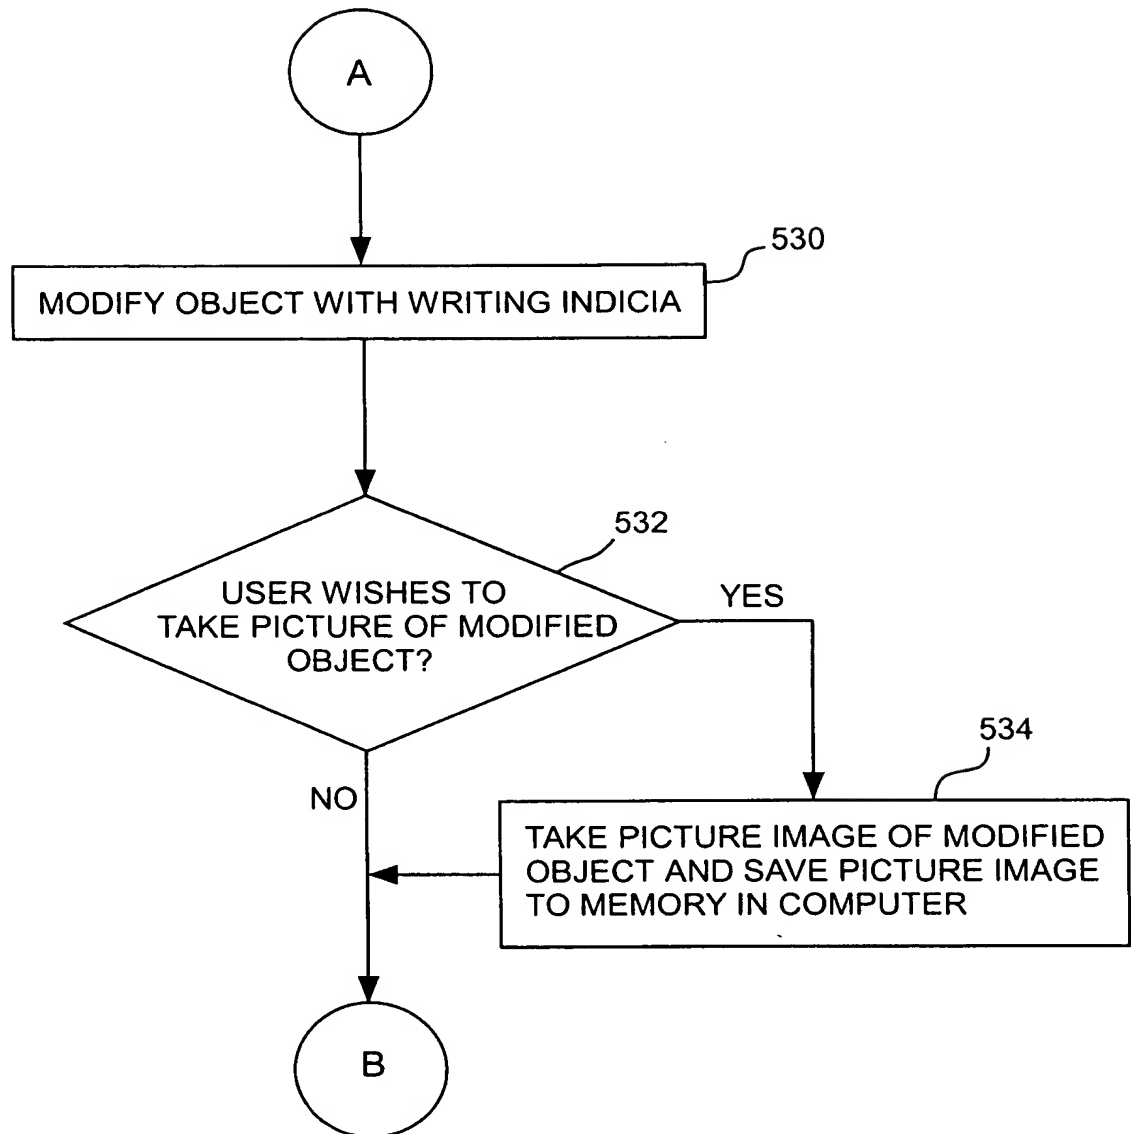 A
530
MODIFY OBJECT WITH WRITING INDICIA
532
USER WISHES TO
TAKE PICTURE OF MODIFIED
OBJECT?
YES
NO
534
TAKE PICTURE IMAGE OF MODIFIED
OBJECT AND SAVE PICTURE IMAGE
TO MEMORY IN COMPUTER
B